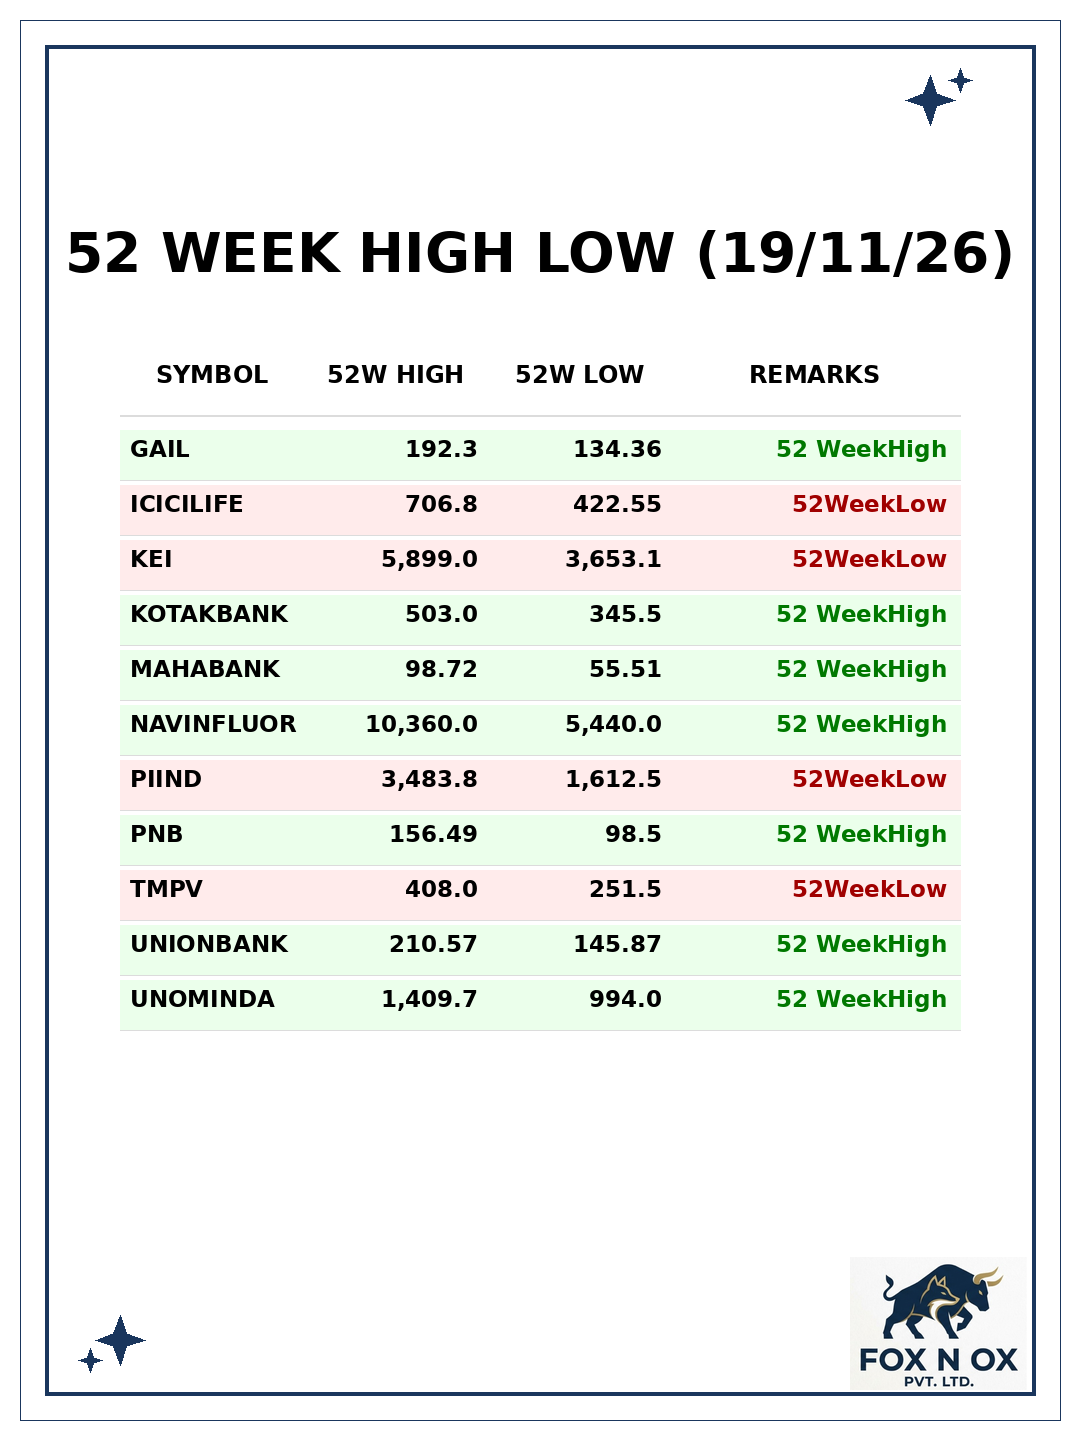 52 WEEK HIGH LOW (19/11/26)
SYMBOL 52W HIGH 52W LOW REMARKS
GAIL 192.3 134.36 52 WeekHigh
ICICILIFE 706.8 422.55 52WeekLow
KEI 5,899.0 3,653.1 52WeekLow
KOTAKBANK 503.0 345.5 52 WeekHigh
MAHABANK 98.72 55.51 52 WeekHigh
NAVINFLUOR 10,360.0 5,440.0 52 WeekHigh
PIIND 3,483.8 1,612.5 52WeekLow
PNB 156.49 98.5 52 WeekHigh
TMPV 408.0 251.5 52WeekLow
UNIONBANK 210.57 145.87 52 WeekHigh
UNOMINDA 1,409.7 994.0 52 WeekHigh
FOX N OX
PVT. LTD.